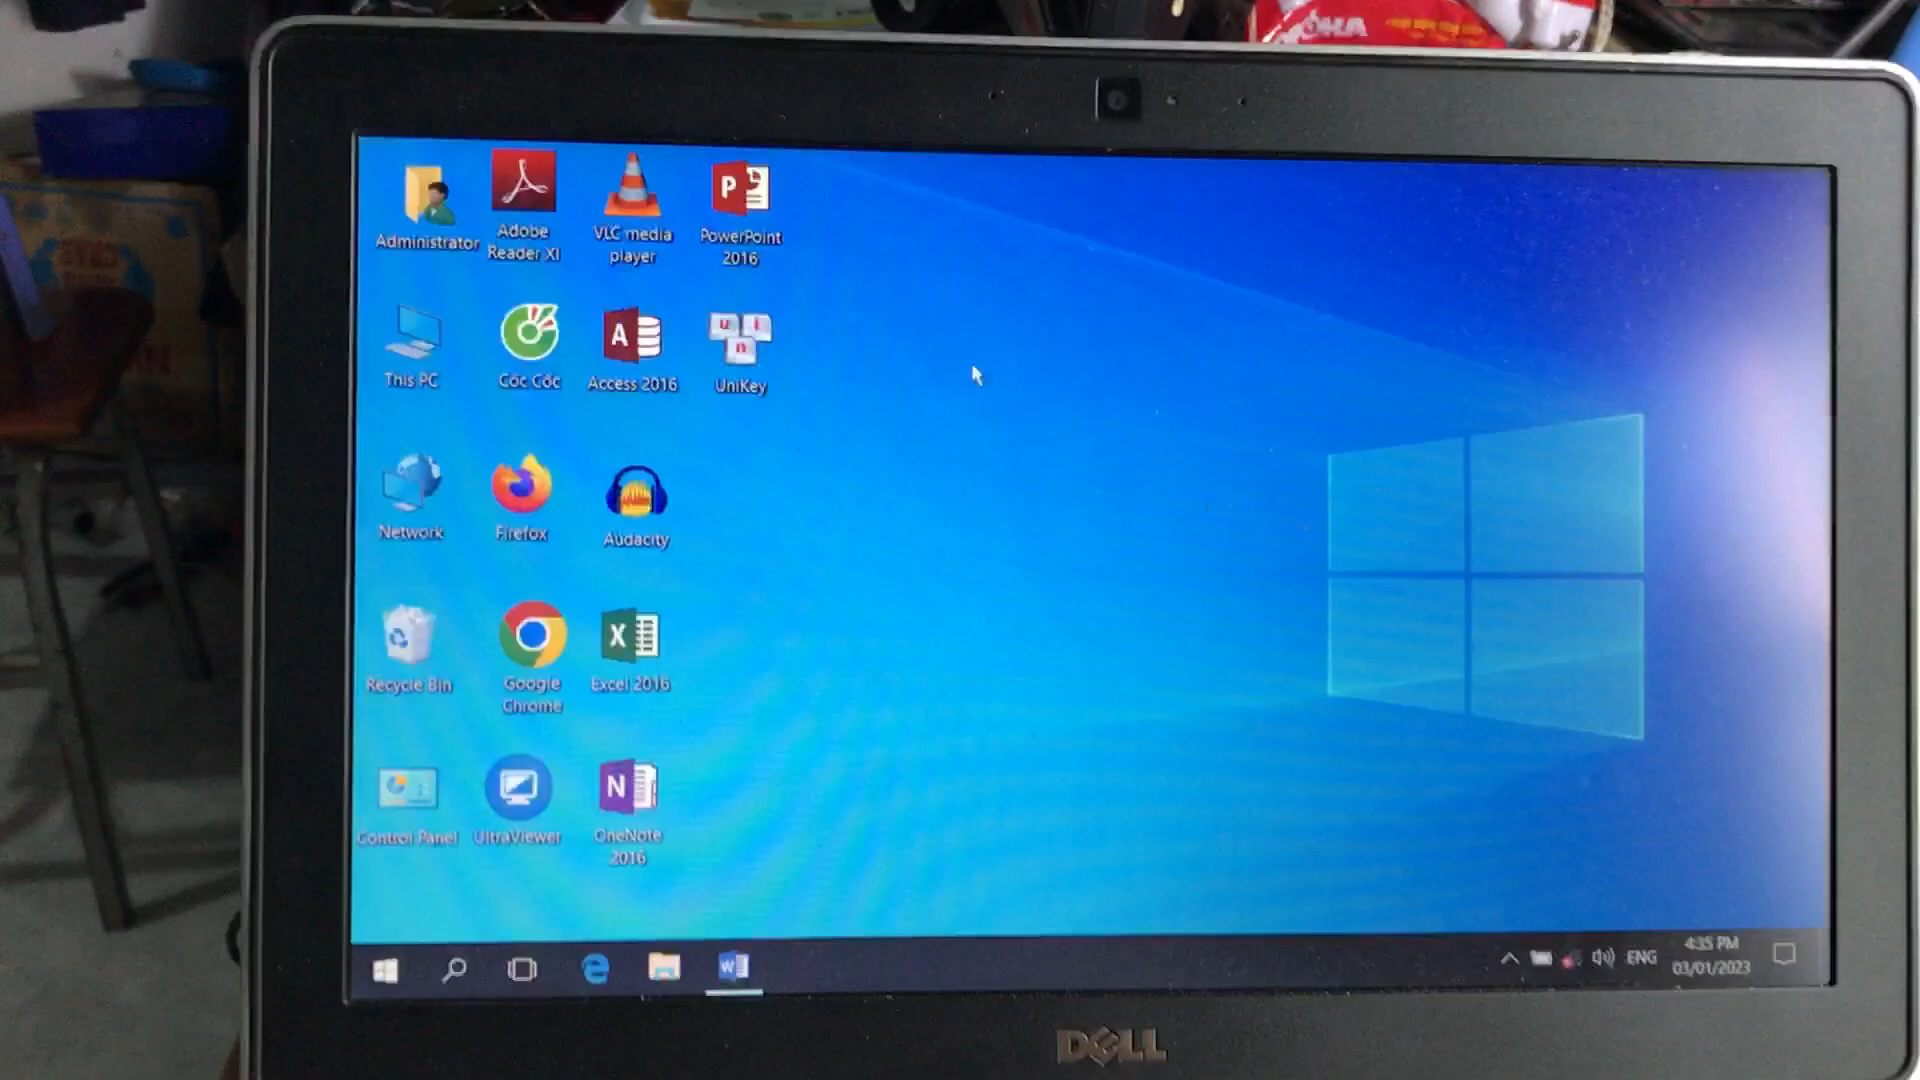 Administrator
Adobe
Reader XI
VLC media
player
PowerPoint
2016
This PC
Cốc Cốc
Access 2016
UniKey
Network
Firefox
Audacity
Recycle Bin
Google
Chrome
Excel 2016
Control Panel
UltraViewer
OneNote
2016
ENG
4:35 PM
03/01/2023
DELL